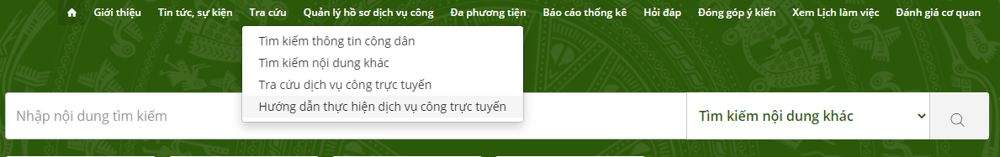 Giới thiệu Tin tức, sự kiện Tra cứu Quản lý hồ sơ dịch vụ công Đa phương tiện Báo cáo thống kê Hỏi đáp Đóng góp ý kiến Xem Lịch làm việc Đánh giá cơ quan
Tìm kiếm thông tin công dân
Tìm kiếm nội dung khác
Tra cứu dịch vụ công trực tuyến
Hướng dẫn thực hiện dịch vụ công trực tuyến
Nhập nội dung tìm kiếm Tìm kiếm nội dung khác